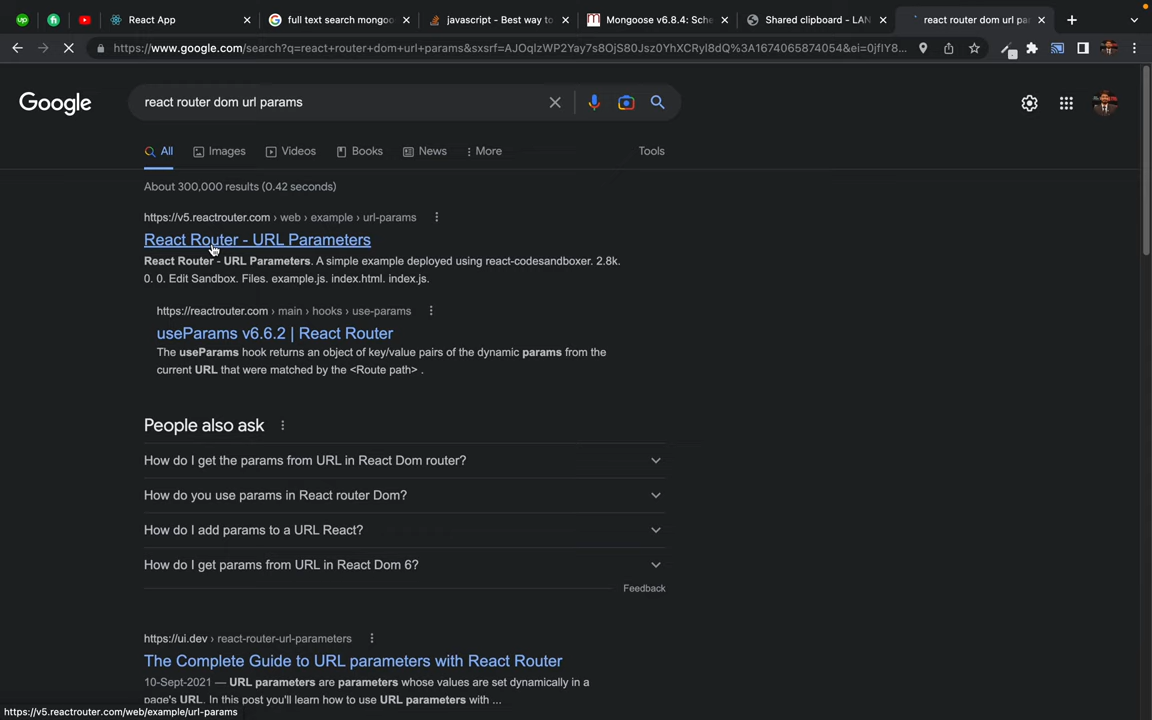 React App
full text search mongoo
javascript - Best way to
Mongoose v6.8.4: Sche
Shared clipboard - LAN
react router dom url par
https://www.google.com/search?q=react+router+dom+url+params&sxsrf=AJOqlzWP2Yay7s8OjS80Jsz0YhXCRyl8dQ%3A1674065874054&ei=0jflY8...
Google
react router dom url params
All
Images
Videos
Books
News
More
Tools
About 300,000 results (0.42 seconds)
https://v5.reactrouter.com › web › example › url-params
React Router - URL Parameters
React Router - URL Parameters. A simple example deployed using react-codesandboxer. 2.8k.
0. 0. Edit Sandbox. Files. example.js. index.html. index.js.
https://reactrouter.com › main › hooks › use-params
useParams v6.6.2 | React Router
The useParams hook returns an object of key/value pairs of the dynamic params from the
current URL that were matched by the <Route path> .
People also ask
How do I get the params from URL in React Dom router?
How do you use params in React router Dom?
How do I add params to a URL React?
How do I get params from URL in React Dom 6?
Feedback
https://ui.dev › react-router-url-parameters
The Complete Guide to URL parameters with React Router
10-Sept-2021 — URL parameters are parameters whose values are set dynamically in a
page's URL. In this post you'll learn how to use URL parameters with ...
https://v5.reactrouter.com/web/example/url-params